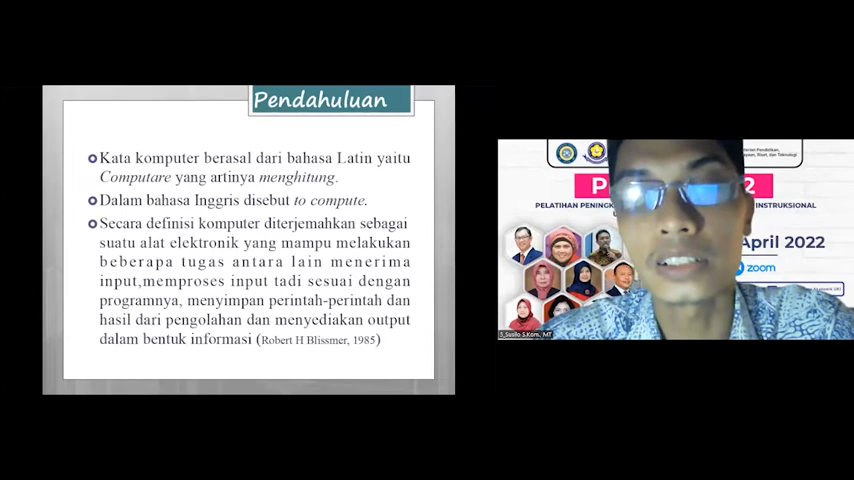 Pendahuluan
Kata komputer berasal dari bahasa Latin yaitu
Computare yang artinya menghitung.
Dalam bahasa Inggris disebut to compute.
Secara definisi komputer diterjemahkan sebagai
suatu alat elektronik yang mampu melakukan
beberapa tugas antara lain menerima
input,memproses input tadi sesuai dengan
programnya, menyimpan perintah-perintah dan
hasil dari pengolahan dan menyediakan output
dalam bentuk informasi (Robert H Blissmer, 1985)
P 2
PELATIHAN PENINGK INSTRUKSIONAL
April 2022
zoom
S_Susilo S.Kom., MT